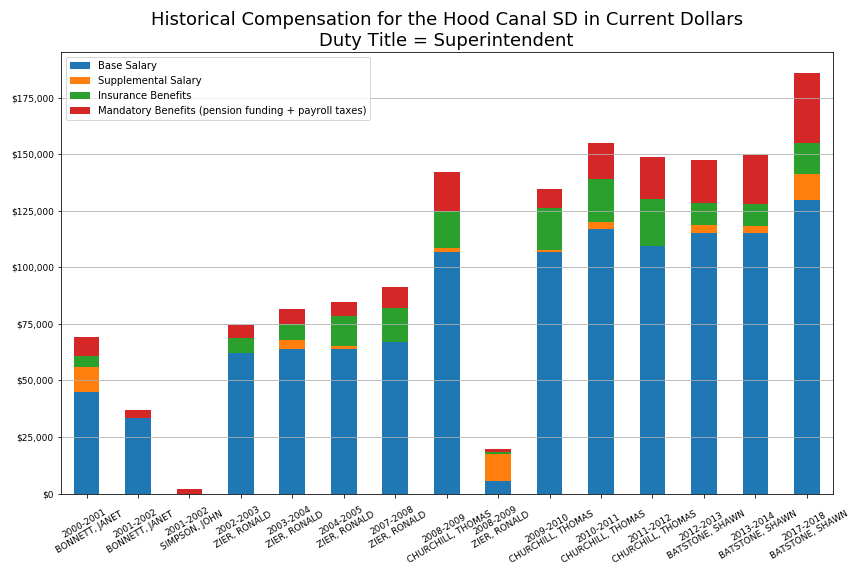 Historical Compensation for the Hood Canal SD in Current Dollars
Duty Title = Superintendent
Base Salary
Supplemental Salary
Insurance Benefits
Mandatory Benefits (pension funding + payroll taxes)
$175,000
$150,000
$125,000
$100,000
$75,000
$50,000
$25,000
$0
2000-2001
BONNETT, JANET
2001-2002
BONNETT, JANET
2001-2002
SIMPSON, JOHN
2002-2003
ZIER, RONALD
2003-2004
ZIER, RONALD
2004-2005
ZIER, RONALD
2007-2008
ZIER, RONALD
2008-2009
CHURCHILL, THOMAS
2008-2009
ZIER, RONALD
2009-2010
CHURCHILL, THOMAS
2010-2011
CHURCHILL, THOMAS
2011-2012
CHURCHILL, THOMAS
2012-2013
BATSTONE, SHAWN
2013-2014
BATSTONE, SHAWN
2017-2018
BATSTONE, SHAWN